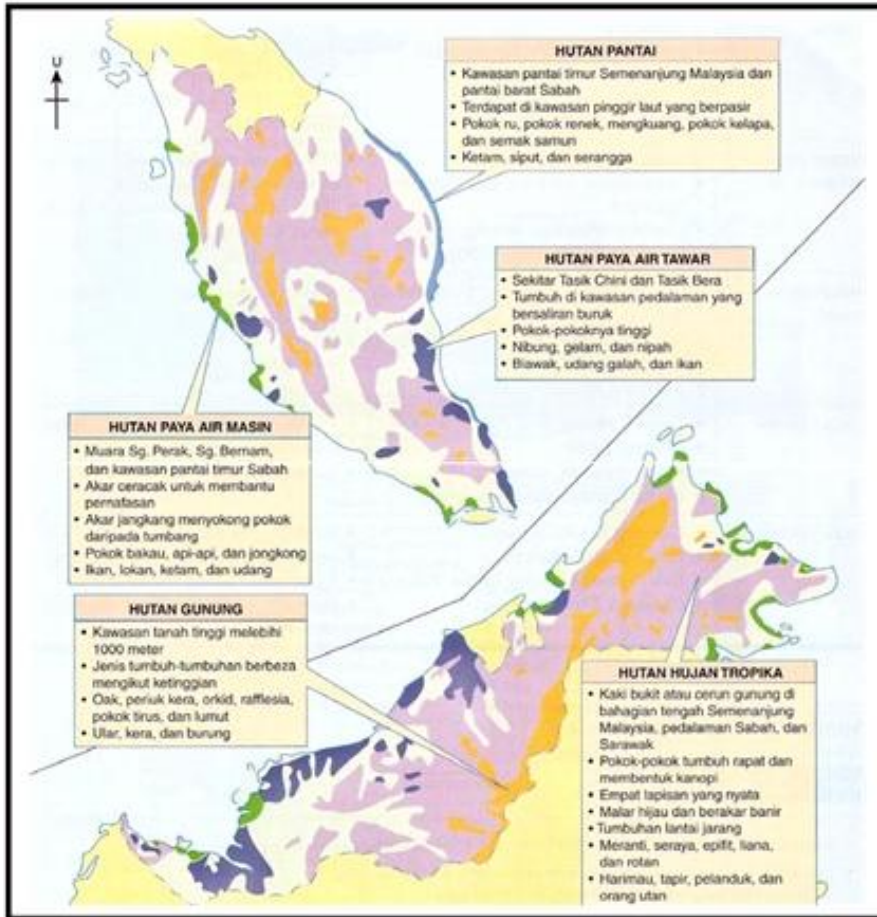 U
HUTAN PANTAI
• Kawasan pantai timur Semenanjung Malaysia dan
pantai barat Sabah
• Terdapat di kawasan pinggir laut yang berpasir
• Pokok ru, pokok renek, mengkuang, pokok kelapa,
dan semak samun
• Ketam, siput, dan serangga
HUTAN PAYA AIR TAWAR
• Sekitar Tasik Chini dan Tasik Bera
• Tumbuh di kawasan pedalaman yang
bersaliran buruk
• Pokok-pokoknya tinggi
• Nibung, gelam, dan nipah
• Biawak, udang galah, dan ikan
HUTAN PAYA AIR MASIN
• Muara Sg. Perak, Sg. Bernam,
dan kawasan pantai timur Sabah
• Akar ceracak untuk membantu
pernafasan
• Akar jangkang menyokong pokok
daripada tumbang
• Pokok bakau, api-api, dan jongkong
• Ikan, lokan, ketam, dan udang
HUTAN GUNUNG
• Kawasan tanah tinggi melebihi
1000 meter
• Jenis tumbuh-tumbuhan berbeza
mengikut ketinggian
• Oak, periuk kera, orkid, rafflesia,
pokok tirus, dan lumut
• Ular, kera, dan burung
HUTAN HUJAN TROPIKA
• Kaki bukit atau cerun gunung di
bahagian tengah Semenanjung
Malaysia, pedalaman Sabah, dan
Sarawak
• Pokok-pokok tumbuh rapat dan
membentuk kanopi
• Empat lapisan yang nyata
• Malar hijau dan berakar banir
• Tumbuhan lantai jarang
• Meranti, seraya, epifit, liana,
dan rotan
• Harimau, tapir, pelanduk, dan
orang utan